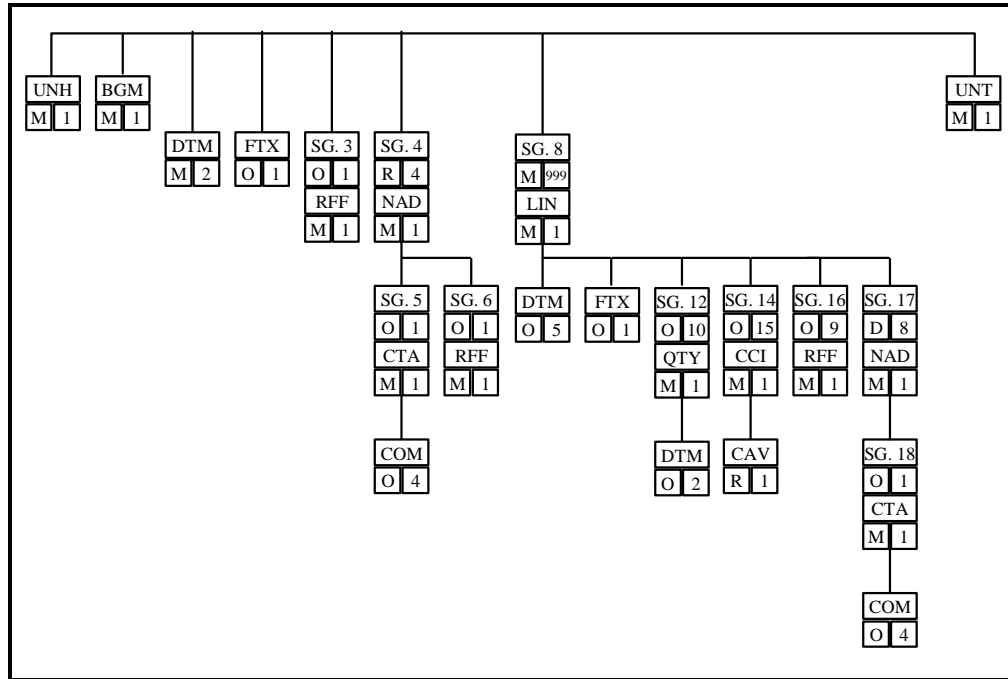 UNH BGM UNT
M 1 M 1 M 1
DTM FTX SG. 3 SG. 4 SG. 8
M 2 O 1 O 1 R 4 M 999
RFF NAD LIN
M 1 M 1 M 1
SG. 5 SG. 6 DTM FTX SG. 12 SG. 14 SG. 16 SG. 17
O 1 O 1 O 5 O 1 O 10 O 15 O 9 D 8
CTA RFF QTY CCI RFF NAD
M 1 M 1 M 1 M 1 M 1 M 1
COM DTM CAV SG. 18
O 4 O 2 R 1 O 1
CTA
M 1
COM
O 4